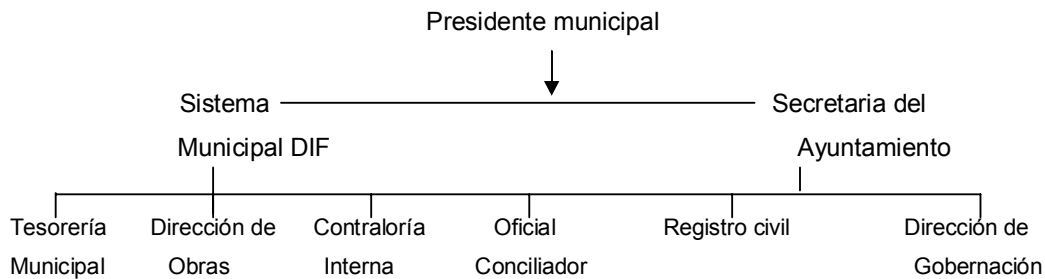 Presidente municipal
Sistema Secretaria del
Municipal DIF Ayuntamiento
Tesorería Dirección de Contraloría Oficial Registro civil Dirección de
Municipal Obras Interna Conciliador Gobernación